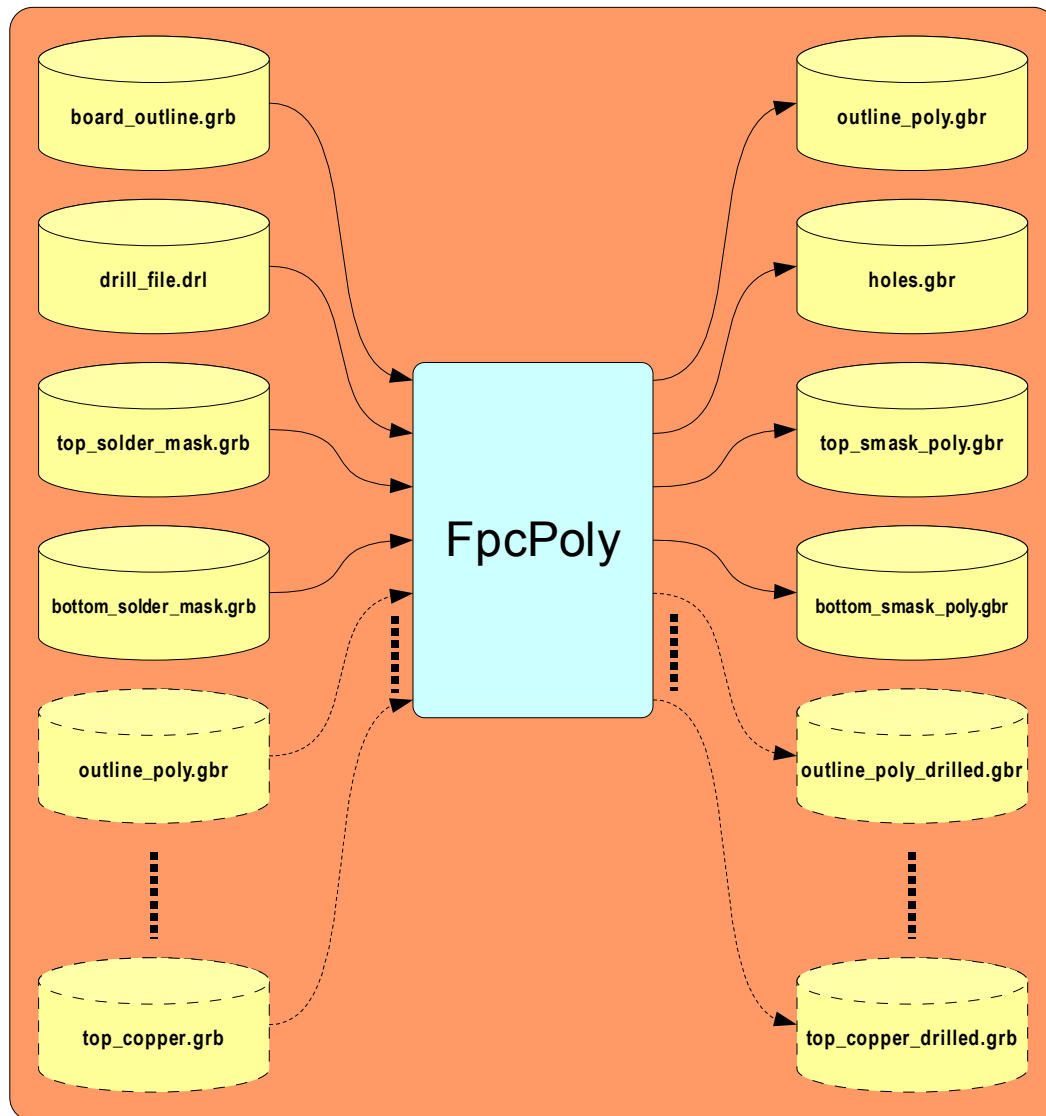 board_outline.grb
drill_file.drl
top_solder_mask.grb
bottom_solder_mask.grb
outline_poly.gbr
top_copper.grb
FpcPoly
outline_poly.gbr
holes.gbr
top_smask_poly.gbr
bottom_smask_poly.gbr
outline_poly_drilled.gbr
top_copper_drilled.grb